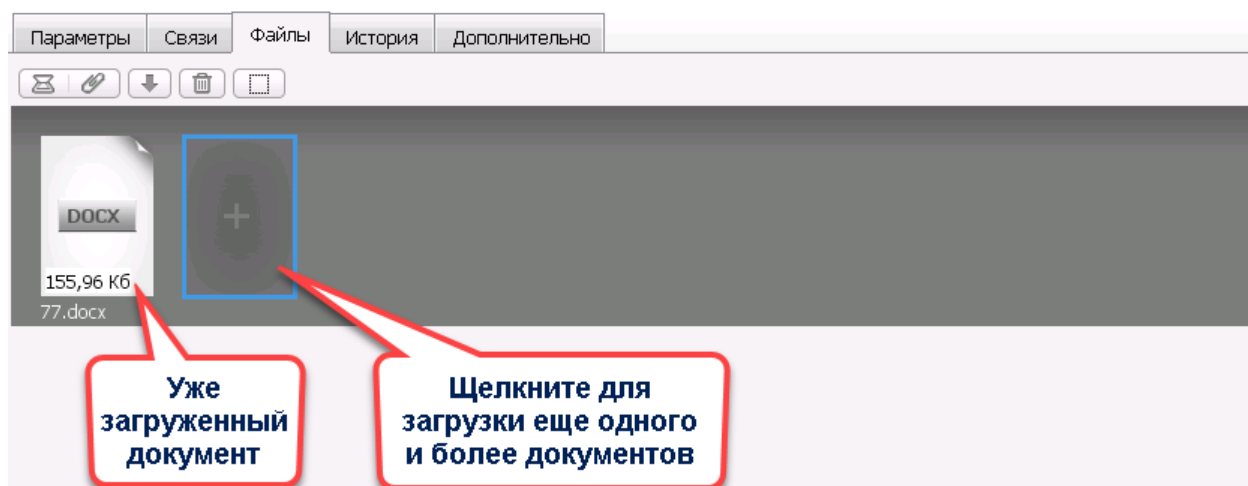 Параметры Связи Файлы История Дополнительно
DOCX
155,96 Кб
77.docx
Уже
загруженный
документ
Щелкните для
загрузки еще одного
и более документов